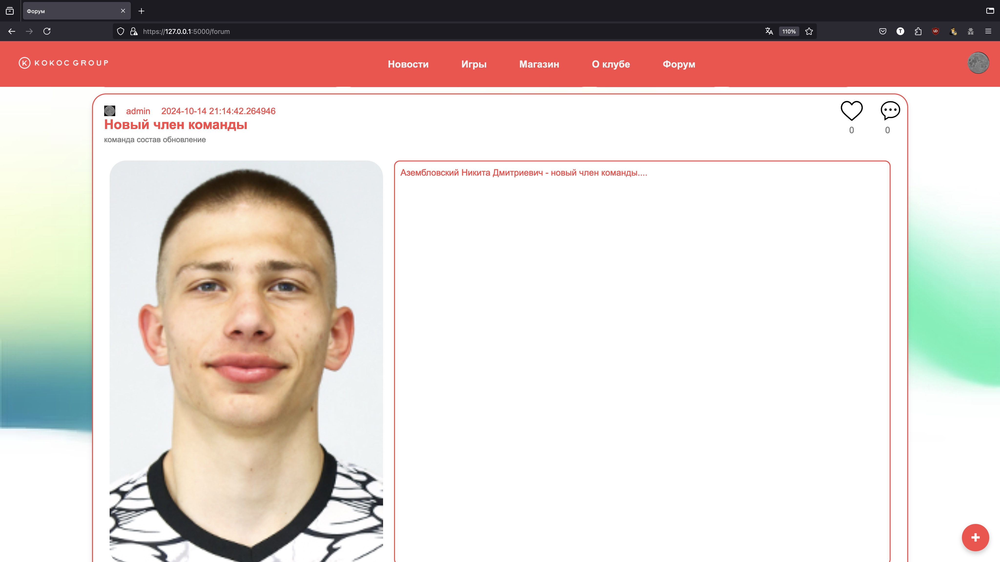 Форум
https://127.0.0.1:5000/forum
110%
T
K KOKOC GROUP
Новости Игры Магазин О клубе Форум
admin 2024-10-14 21:14:42.264946
Новый член команды
0 0
команда состав обновление
Азембловский Никита Дмитриевич - новый член команды....